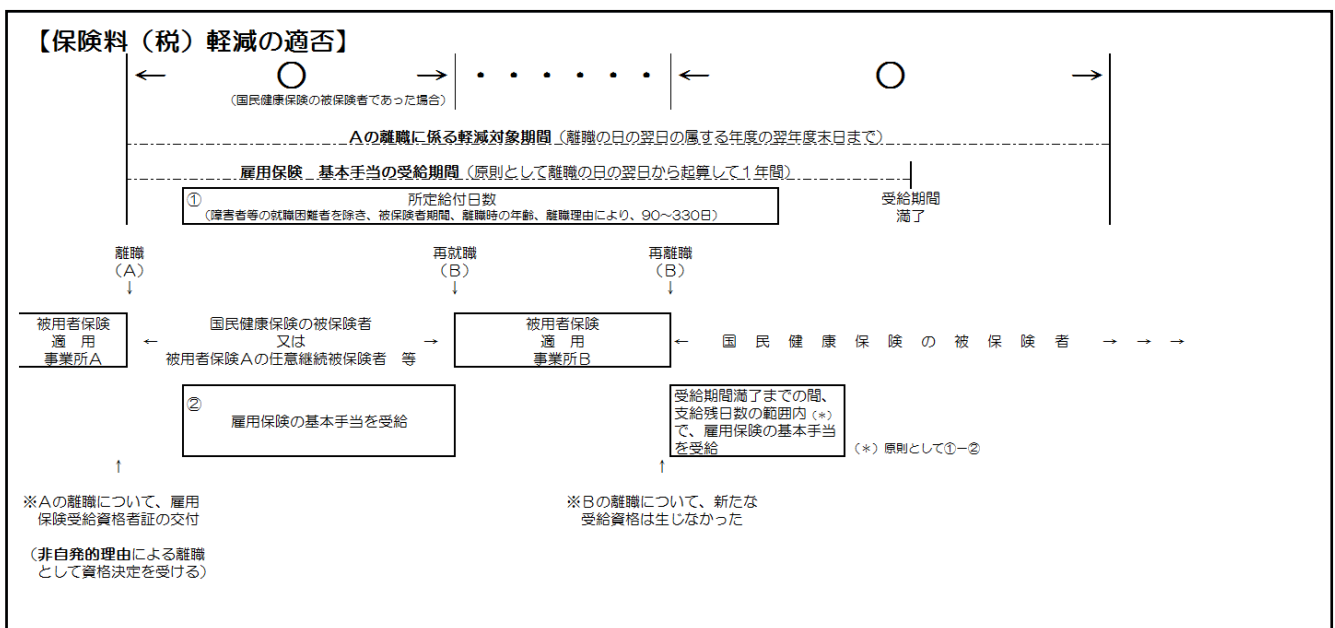 【保険料（税）軽減の適否】
← ○ → ・・・・・・ ← ○ →
（国民健康保険の被保険者であった場合）
Ａの離職に係る軽減対象期間（離職の日の翌日の属する年度の翌年度末日まで）
雇用保険　基本手当の受給期間（原則として離職の日の翌日から起算して１年間）
① 所定給付日数
（障害者等の就職困難者を除き、被保険者期間、離職時の年齢、離職理由により、90～330日）
受給期間
満了
離職
（Ａ）
↓
再就職
（Ｂ）
↓
再離職
（Ｂ）
↓
被用者保険
適　用
事業所Ａ
国民健康保険の被保険者
← 又は →
被用者保険Ａの任意継続被保険者　等
被用者保険
適　用
事業所Ｂ
← 国　民　健　康　保　険　の　被　保　険　者　→　→　→
②
雇用保険の基本手当を受給
受給期間満了までの間、
支給残日数の範囲内（＊）
で、雇用保険の基本手当
を受給
（＊）原則として①－②
↑
※Ａの離職について、雇用
保険受給資格者証の交付
（非自発的理由による離職
として資格決定を受ける）
↑
※Ｂの離職について、新たな
受給資格は生じなかった